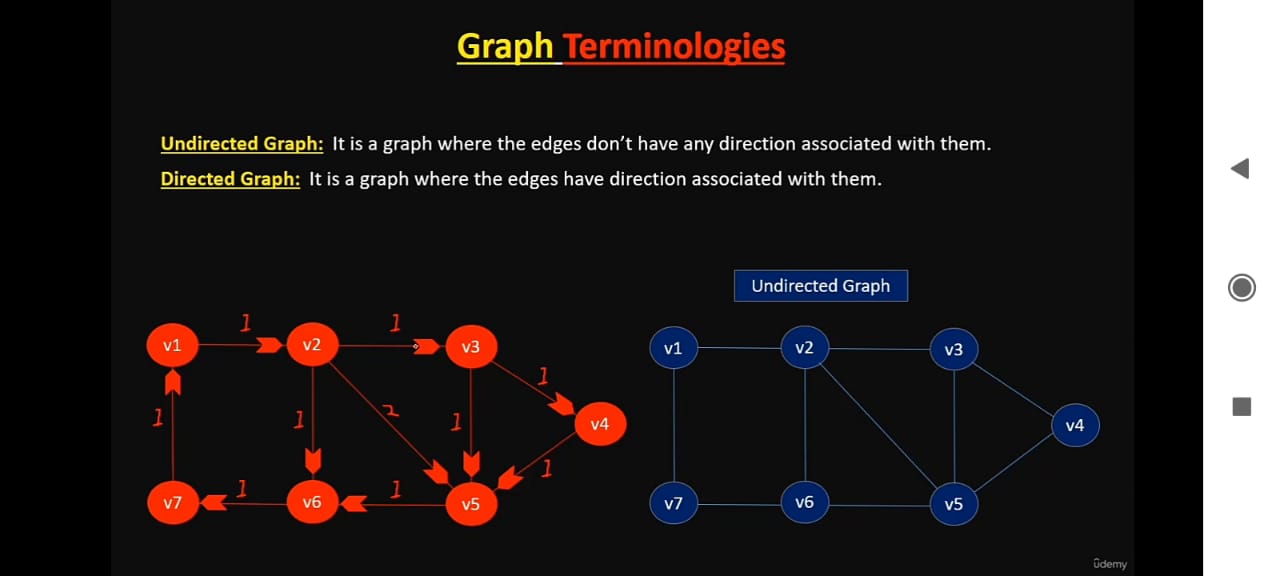 Graph Terminologies
Undirected Graph: It is a graph where the edges don't have any direction associated with them.
Directed Graph: It is a graph where the edges have direction associated with them.
Undirected Graph
1 1
v1 v2 v3
1
1 1 2 1
v4
1
1 1
v7 v6 v5
v1 v2 v3
v4
v7 v6 v5
ûdemy